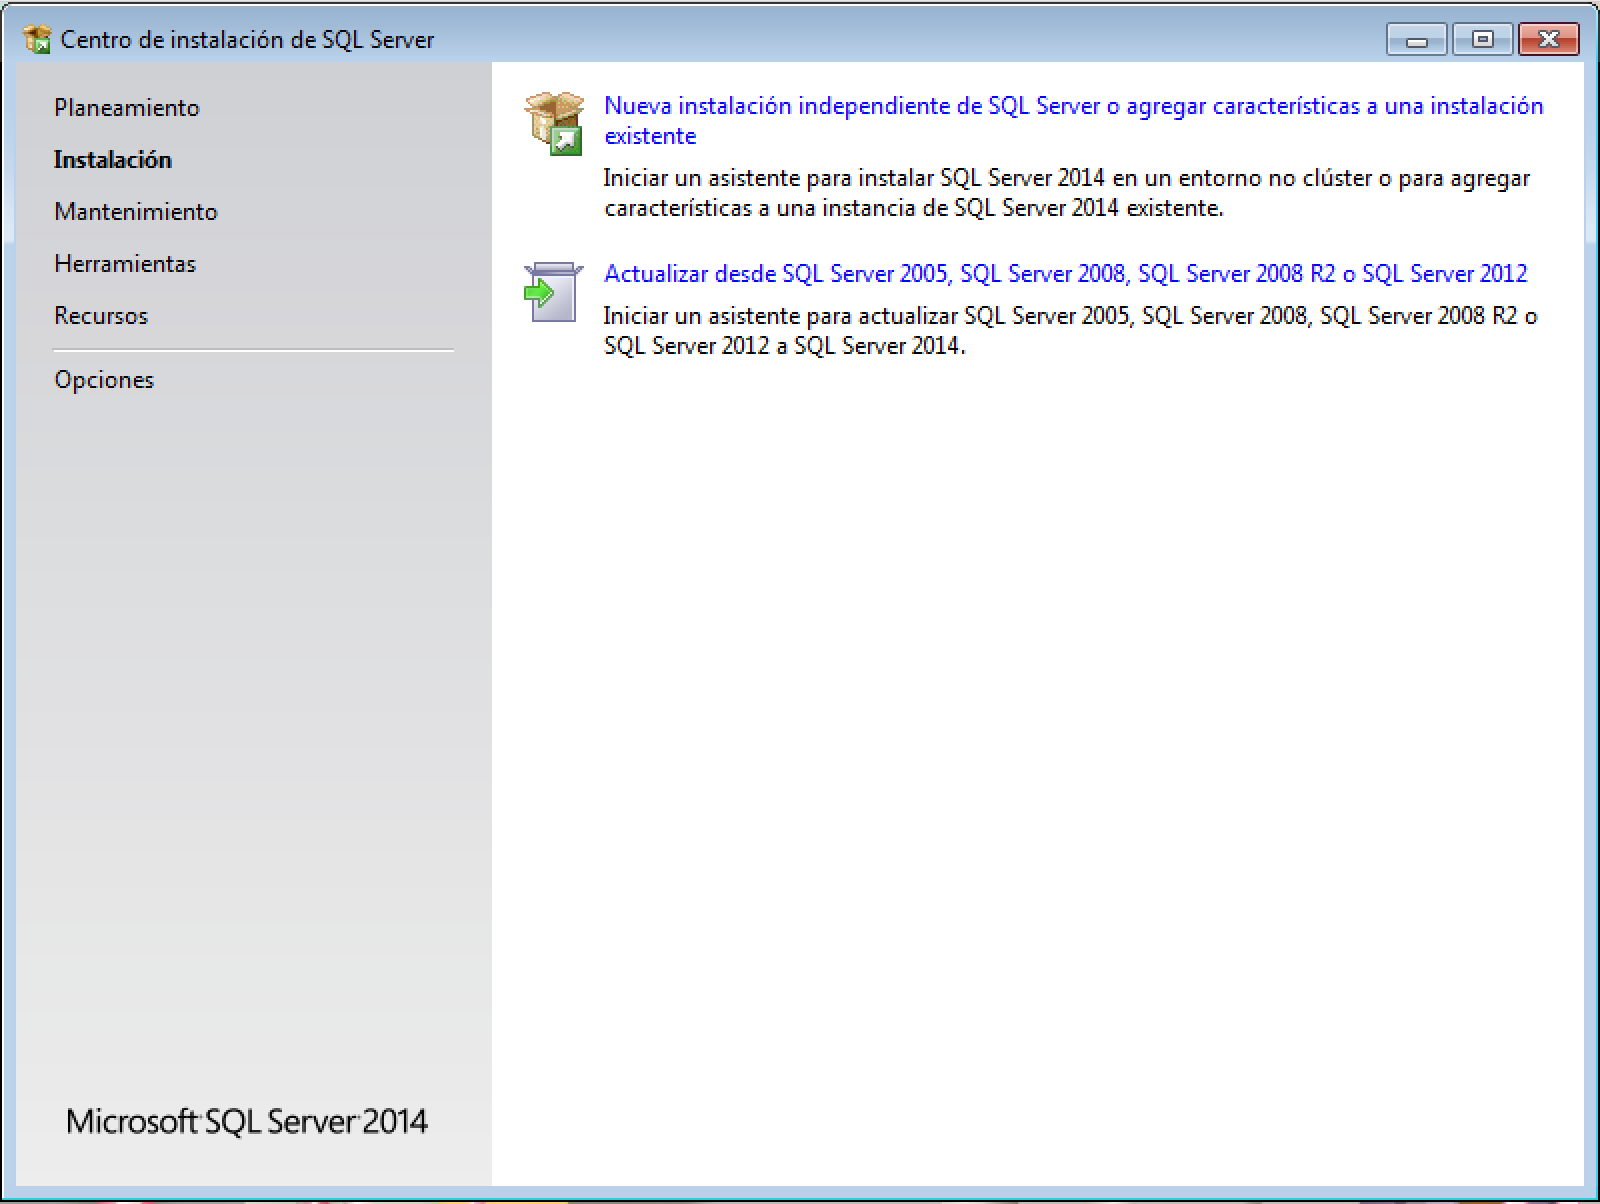 Centro de instalación de SQL Server
Planeamiento
Instalación
Mantenimiento
Herramientas
Recursos
Opciones
Microsoft SQL Server 2014
Nueva instalación independiente de SQL Server o agregar características a una instalación
existente
Iniciar un asistente para instalar SQL Server 2014 en un entorno no clúster o para agregar
características a una instancia de SQL Server 2014 existente.
Actualizar desde SQL Server 2005, SQL Server 2008, SQL Server 2008 R2 o SQL Server 2012
Iniciar un asistente para actualizar SQL Server 2005, SQL Server 2008, SQL Server 2008 R2 o
SQL Server 2012 a SQL Server 2014.